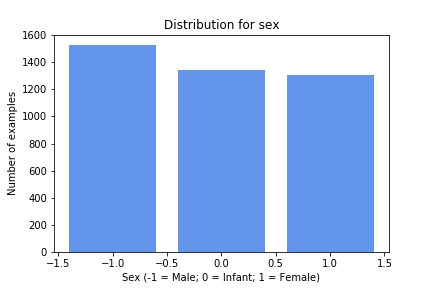 Distribution for sex
1600
1400
1200
1000
800
600
400
200
0
Number of examples
−1.5 −1.0 −0.5 0.0 0.5 1.0 1.5
Sex (-1 = Male; 0 = Infant; 1 = Female)